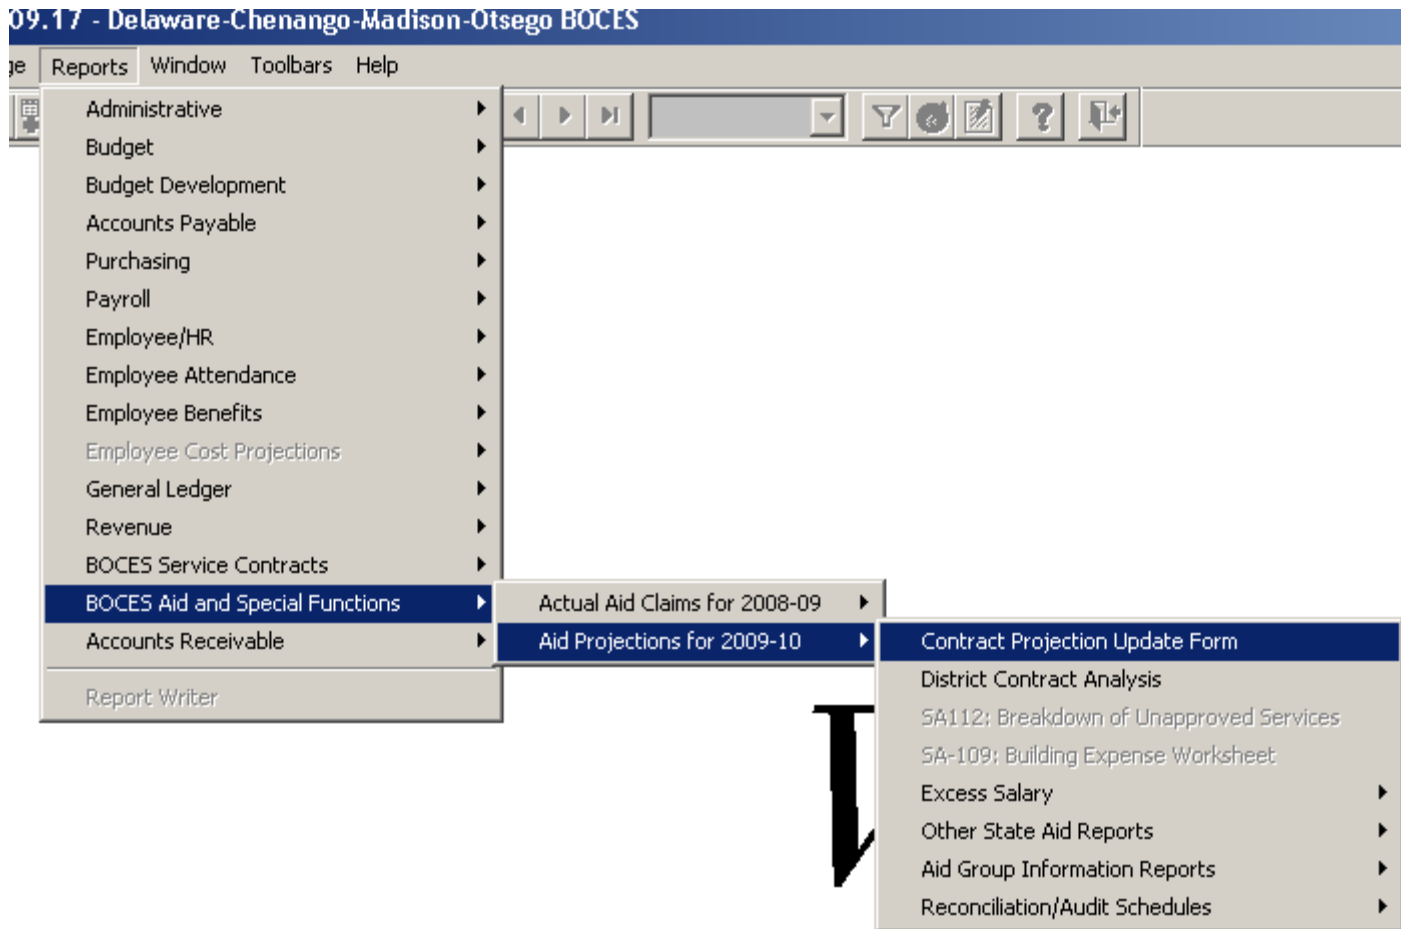 09.17 - Delaware-Chenango-Madison-Otsego BOCES
ge Reports Window Toolbars Help
Administrative
Budget
Budget Development
Accounts Payable
Purchasing
Payroll
Employee/HR
Employee Attendance
Employee Benefits
Employee Cost Projections
General Ledger
Revenue
BOCES Service Contracts
BOCES Aid and Special Functions
Accounts Receivable
Report Writer
Actual Aid Claims for 2008-09
Aid Projections for 2009-10
Contract Projection Update Form
District Contract Analysis
SA112: Breakdown of Unapproved Services
SA-109: Building Expense Worksheet
Excess Salary
Other State Aid Reports
Aid Group Information Reports
Reconciliation/Audit Schedules